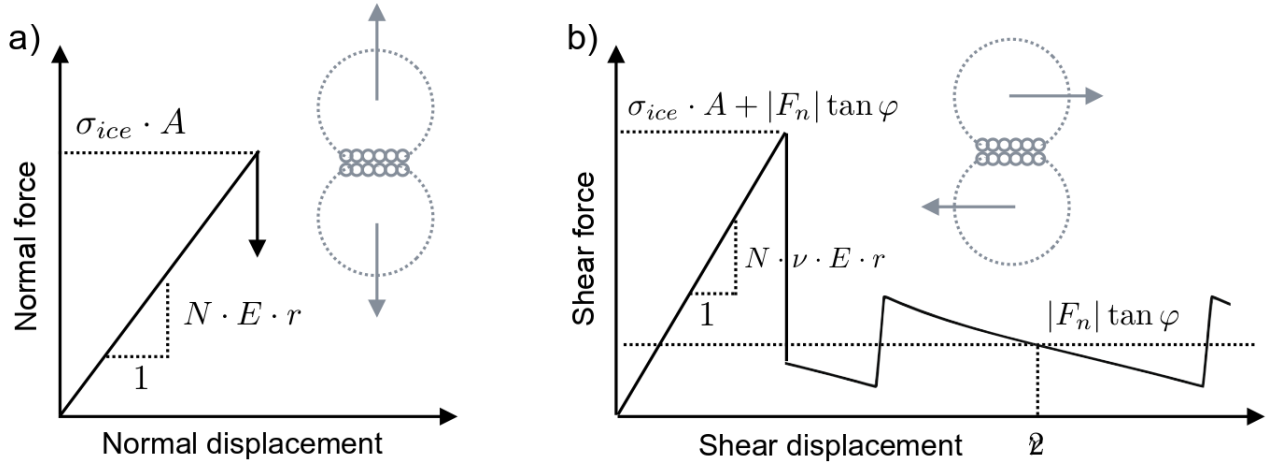 a)
σ_ice · A
Normal force
N · E · r
1
Normal displacement
b)
σ_ice · A + |F_n| tan φ
Shear force
N · ν · E · r
1
|F_n| tan φ
Shear displacement